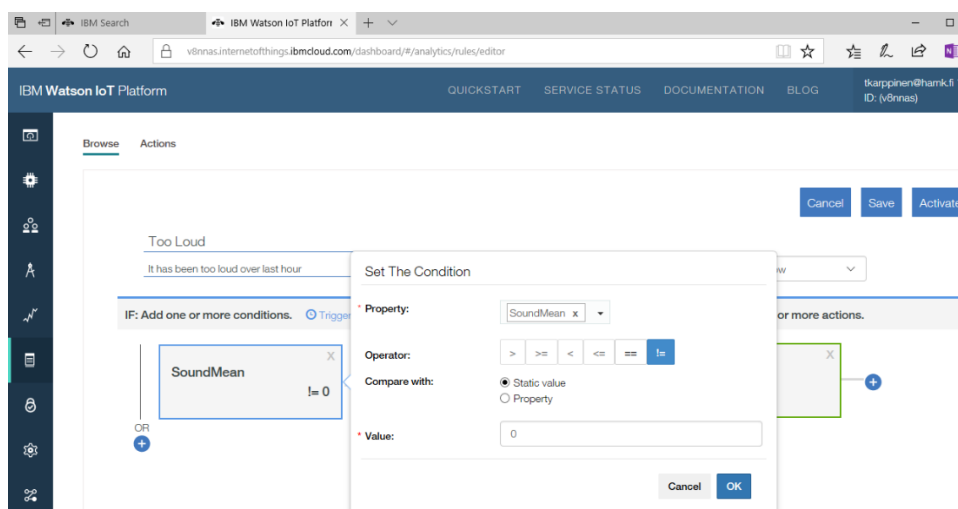 IBM Search
IBM Watson IoT Platforr
v8nnas.internetofthings.ibmcloud.com/dashboard/#/analytics/rules/editor
IBM Watson IoT Platform QUICKSTART SERVICE STATUS DOCUMENTATION BLOG tkarppinen@hamk.fi
ID: (v8nnas)
Browse Actions
Cancel Save Activate
Too Loud
It has been too loud over last hour
ow
Set The Condition
IF: Add one or more conditions. Trigger
or more actions.
* Property: SoundMean x
Operator: > >= < <= == !=
Compare with: Static value
Property
* Value: 0
Cancel OK
X
SoundMean
!= 0
OR
X